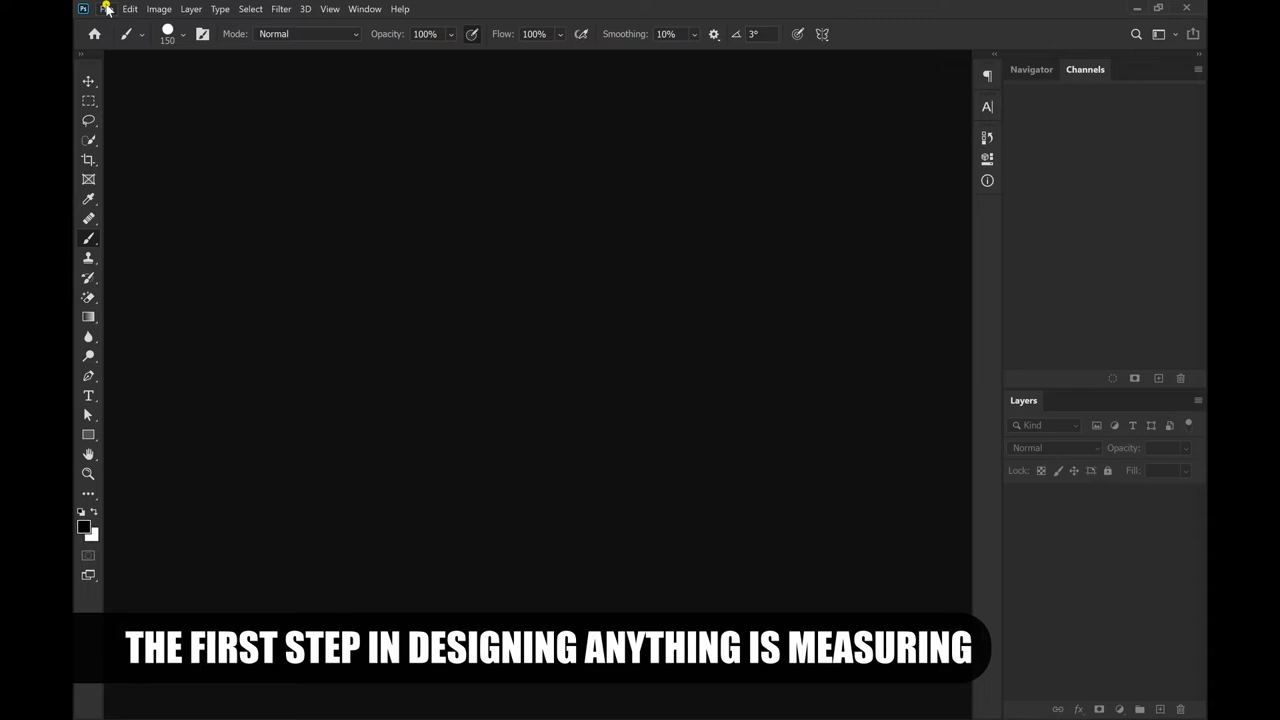 Ps Edit Image Layer Type Select Filter 3D View Window Help
150 Mode: Normal Opacity: 100% Flow: 100% Smoothing: 10% 3°
Navigator Channels
Layers
Kind
Normal Opacity:
Lock: Fill:
THE FIRST STEP IN DESIGNING ANYTHING IS MEASURING